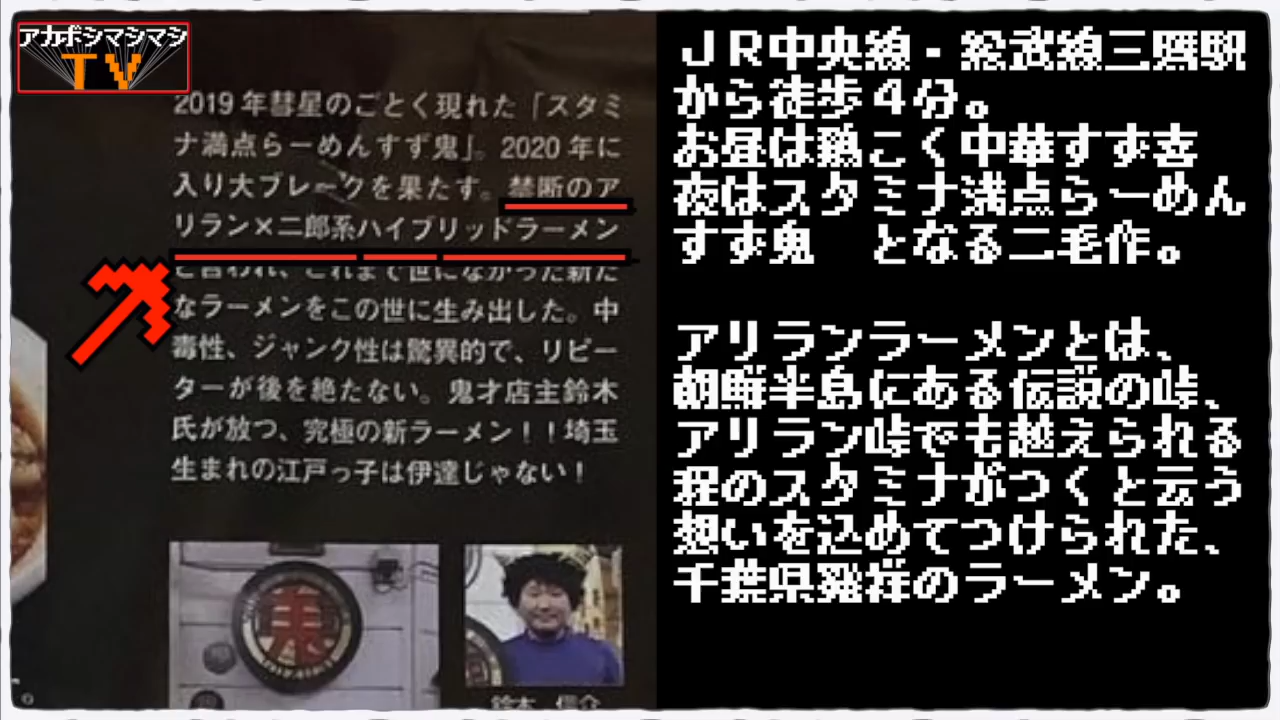 アカボシマシマシ
TV
2019年彗星のごとく現れた「スタミ
ナ満点らーめんすず鬼」。2020年に
入り大ブレークを果たす。禁断のア
リラン×二郎系ハイブリッドラーメン
と言われ、これまで世になかった新た
なラーメンをこの世に生み出した。中
毒性、ジャンク性は驚異的で、リピー
ターが後を絶たない。鬼才店主鈴木
氏が放つ、究極の新ラーメン！！埼玉
生まれの江戸っ子は伊達じゃない！
ＪＲ中央線・総武線三鷹駅
から徒歩４分。
お昼は鶏こく中華すず喜
夜はスタミナ満点らーめん
すず鬼　となる二毛作。
アリランラーメンとは、
朝鮮半島にある伝説の峠、
アリラン峠でも越えられる
程のスタミナがつくと云う
想いを込めてつけられた、
千葉県発祥のラーメン。